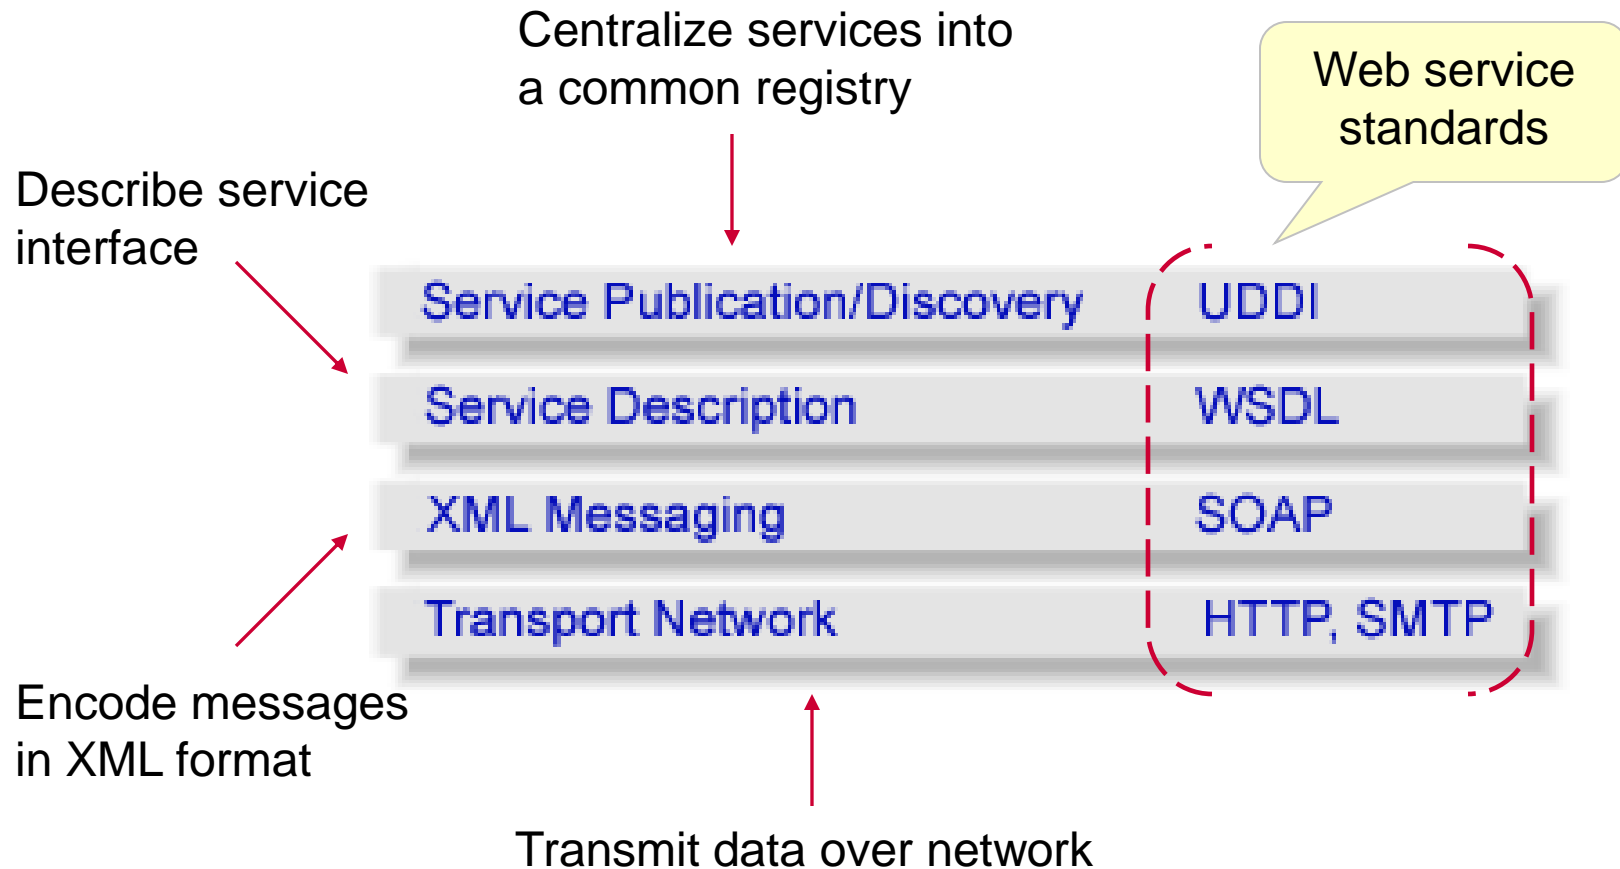 Centralize services into
a common registry
Web service
standards
Describe service
interface
Service Publication/Discovery UDDI
Service Description WSDL
XML Messaging SOAP
Transport Network HTTP, SMTP
Encode messages
in XML format
Transmit data over network